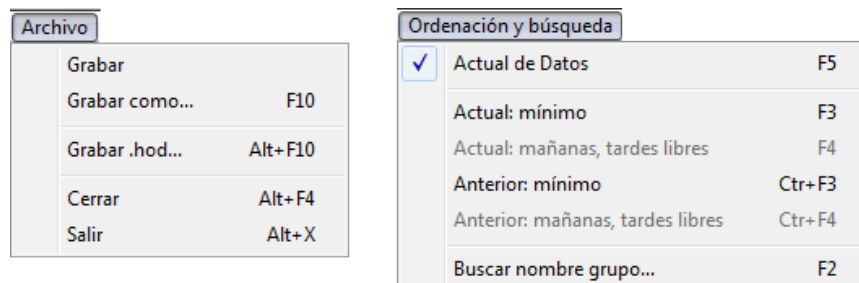 Archivo
Grabar
Grabar como... F10
Grabar .hod... Alt+F10
Cerrar Alt+F4
Salir Alt+X
Ordenación y búsqueda
Actual de Datos F5
Actual: mínimo F3
Actual: mañanas, tardes libres F4
Anterior: mínimo Ctr+F3
Anterior: mañanas, tardes libres Ctr+F4
Buscar nombre grupo... F2